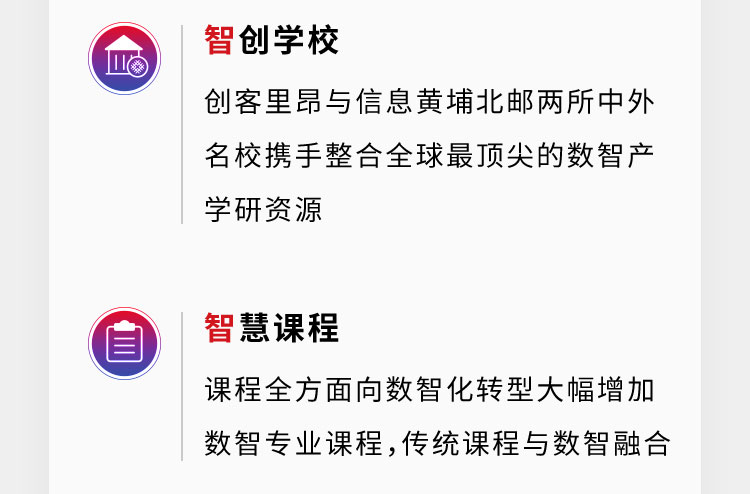 智创学校
创客里昂与信息黄埔北邮两所中外
名校携手整合全球最顶尖的数智产
学研资源
智慧课程
课程全方面向数智化转型大幅增加
数智专业课程,传统课程与数智融合